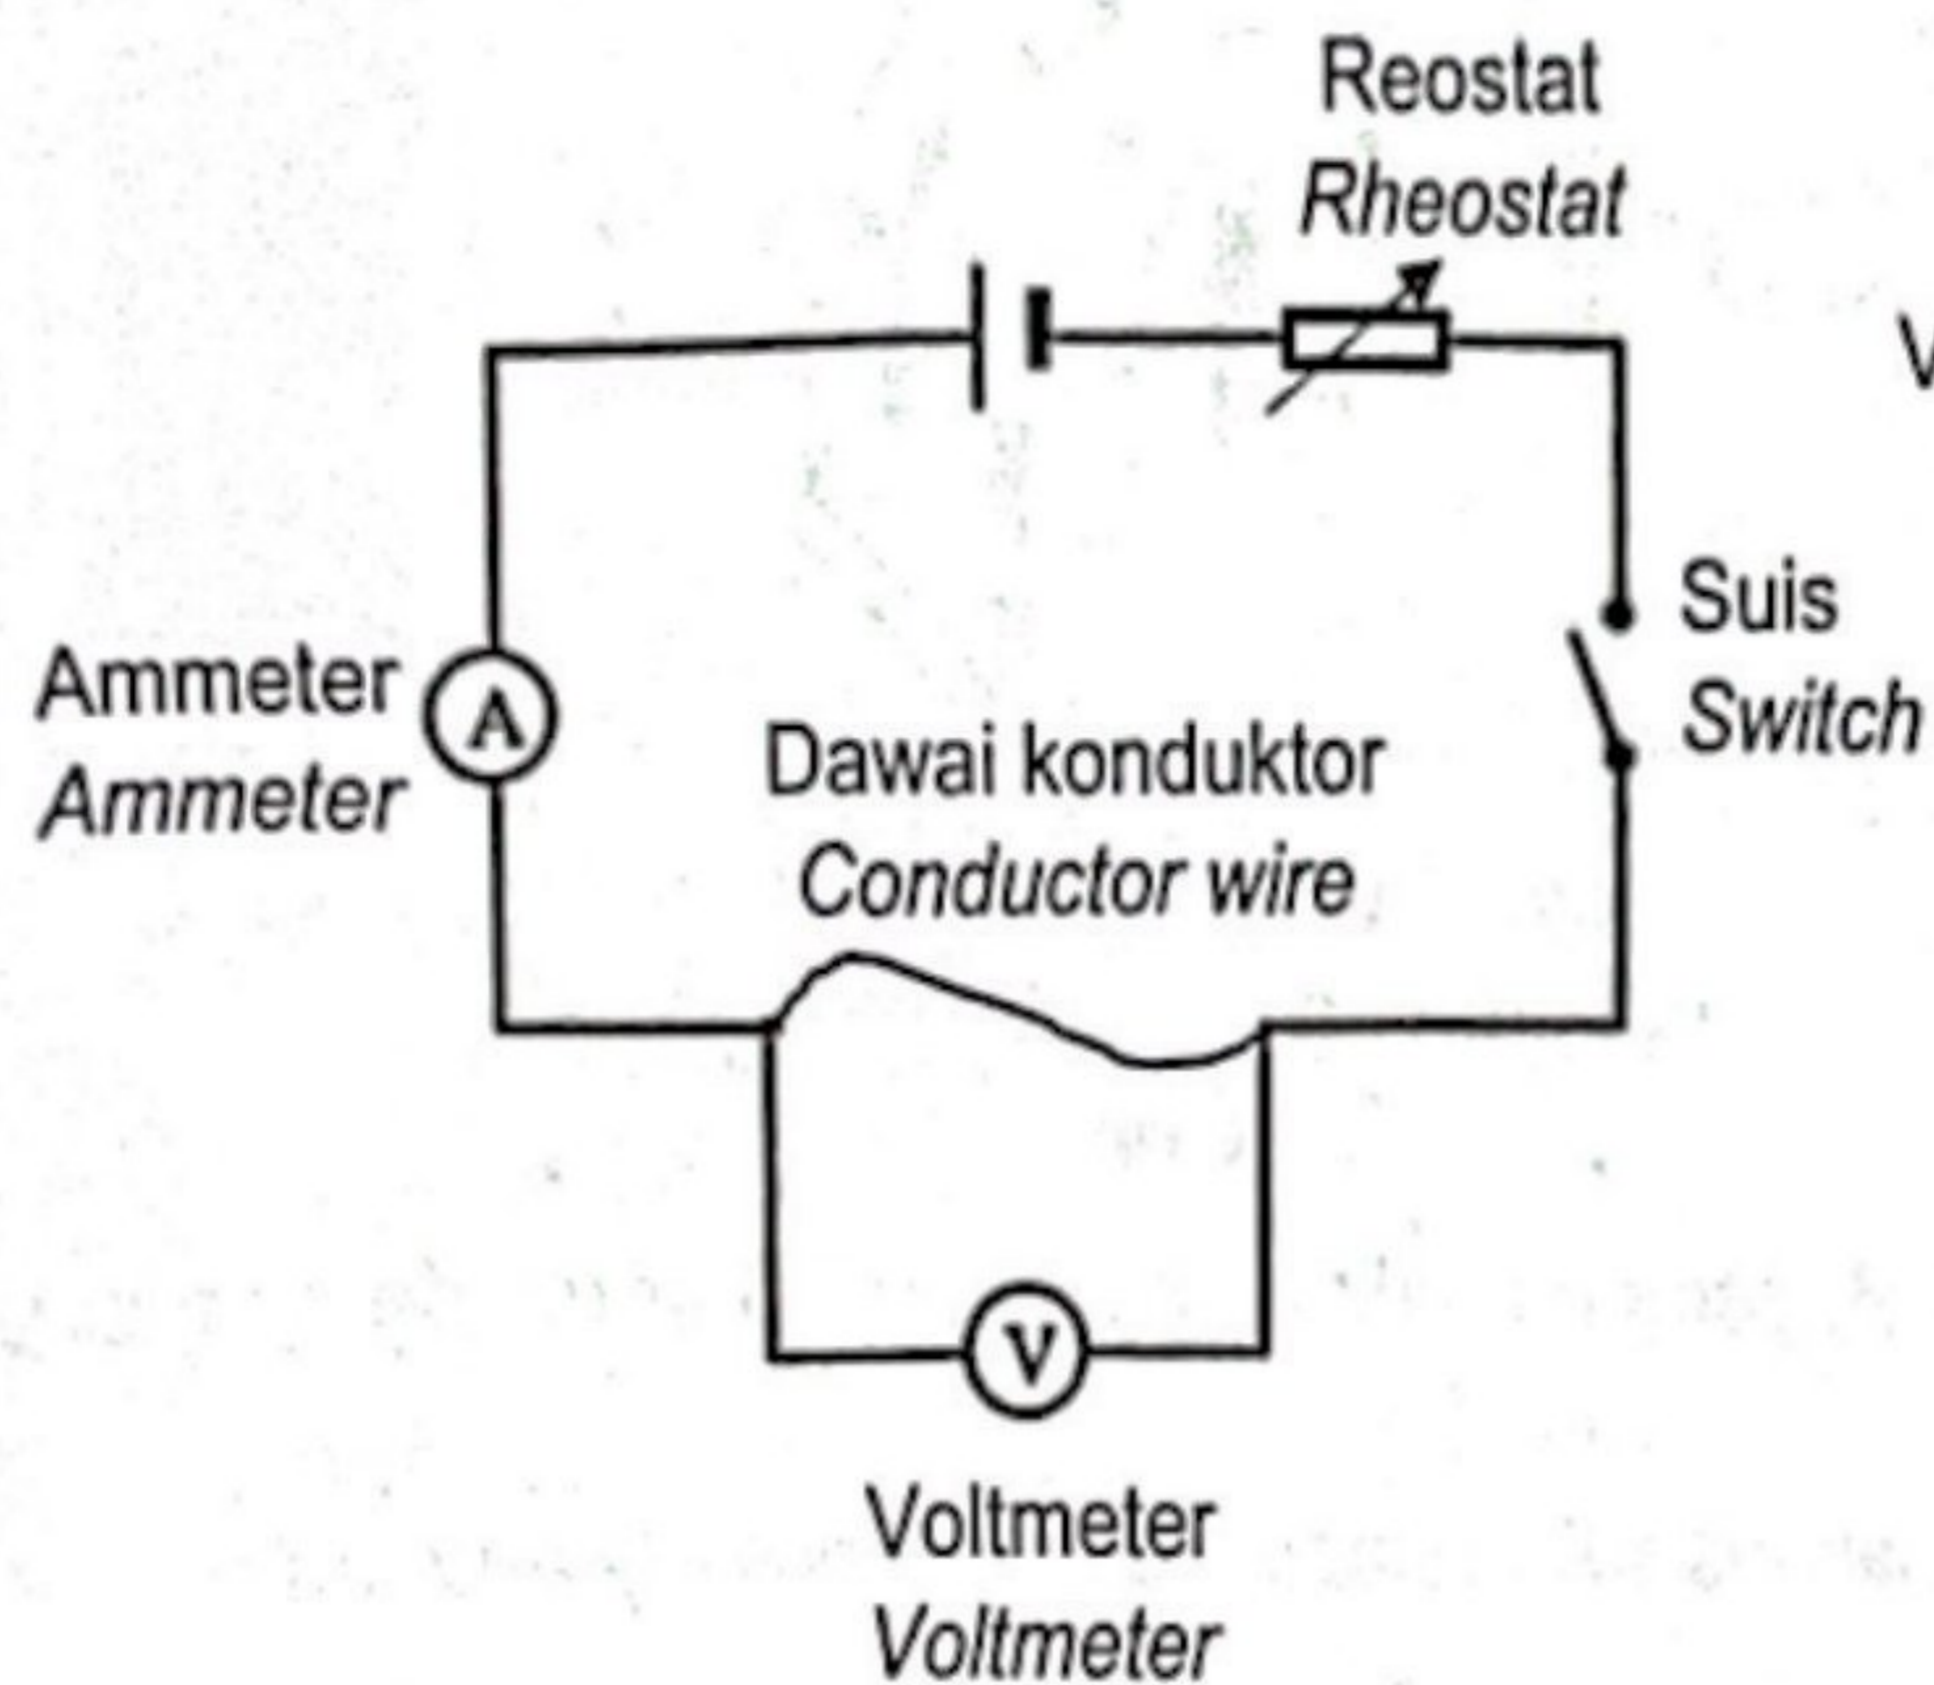 Reostat
Rheostat
V
Suis
Switch
Ammeter
Ammeter
A
Dawai konduktor
Conductor wire
V
Voltmeter
Voltmeter